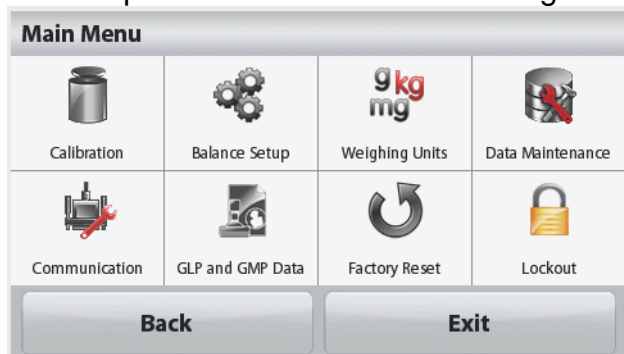 Main Menu
g kg
mg
Calibration
Balance Setup
Weighing Units
Data Maintenance
Communication
GLP and GMP Data
Factory Reset
Lockout
Back
Exit